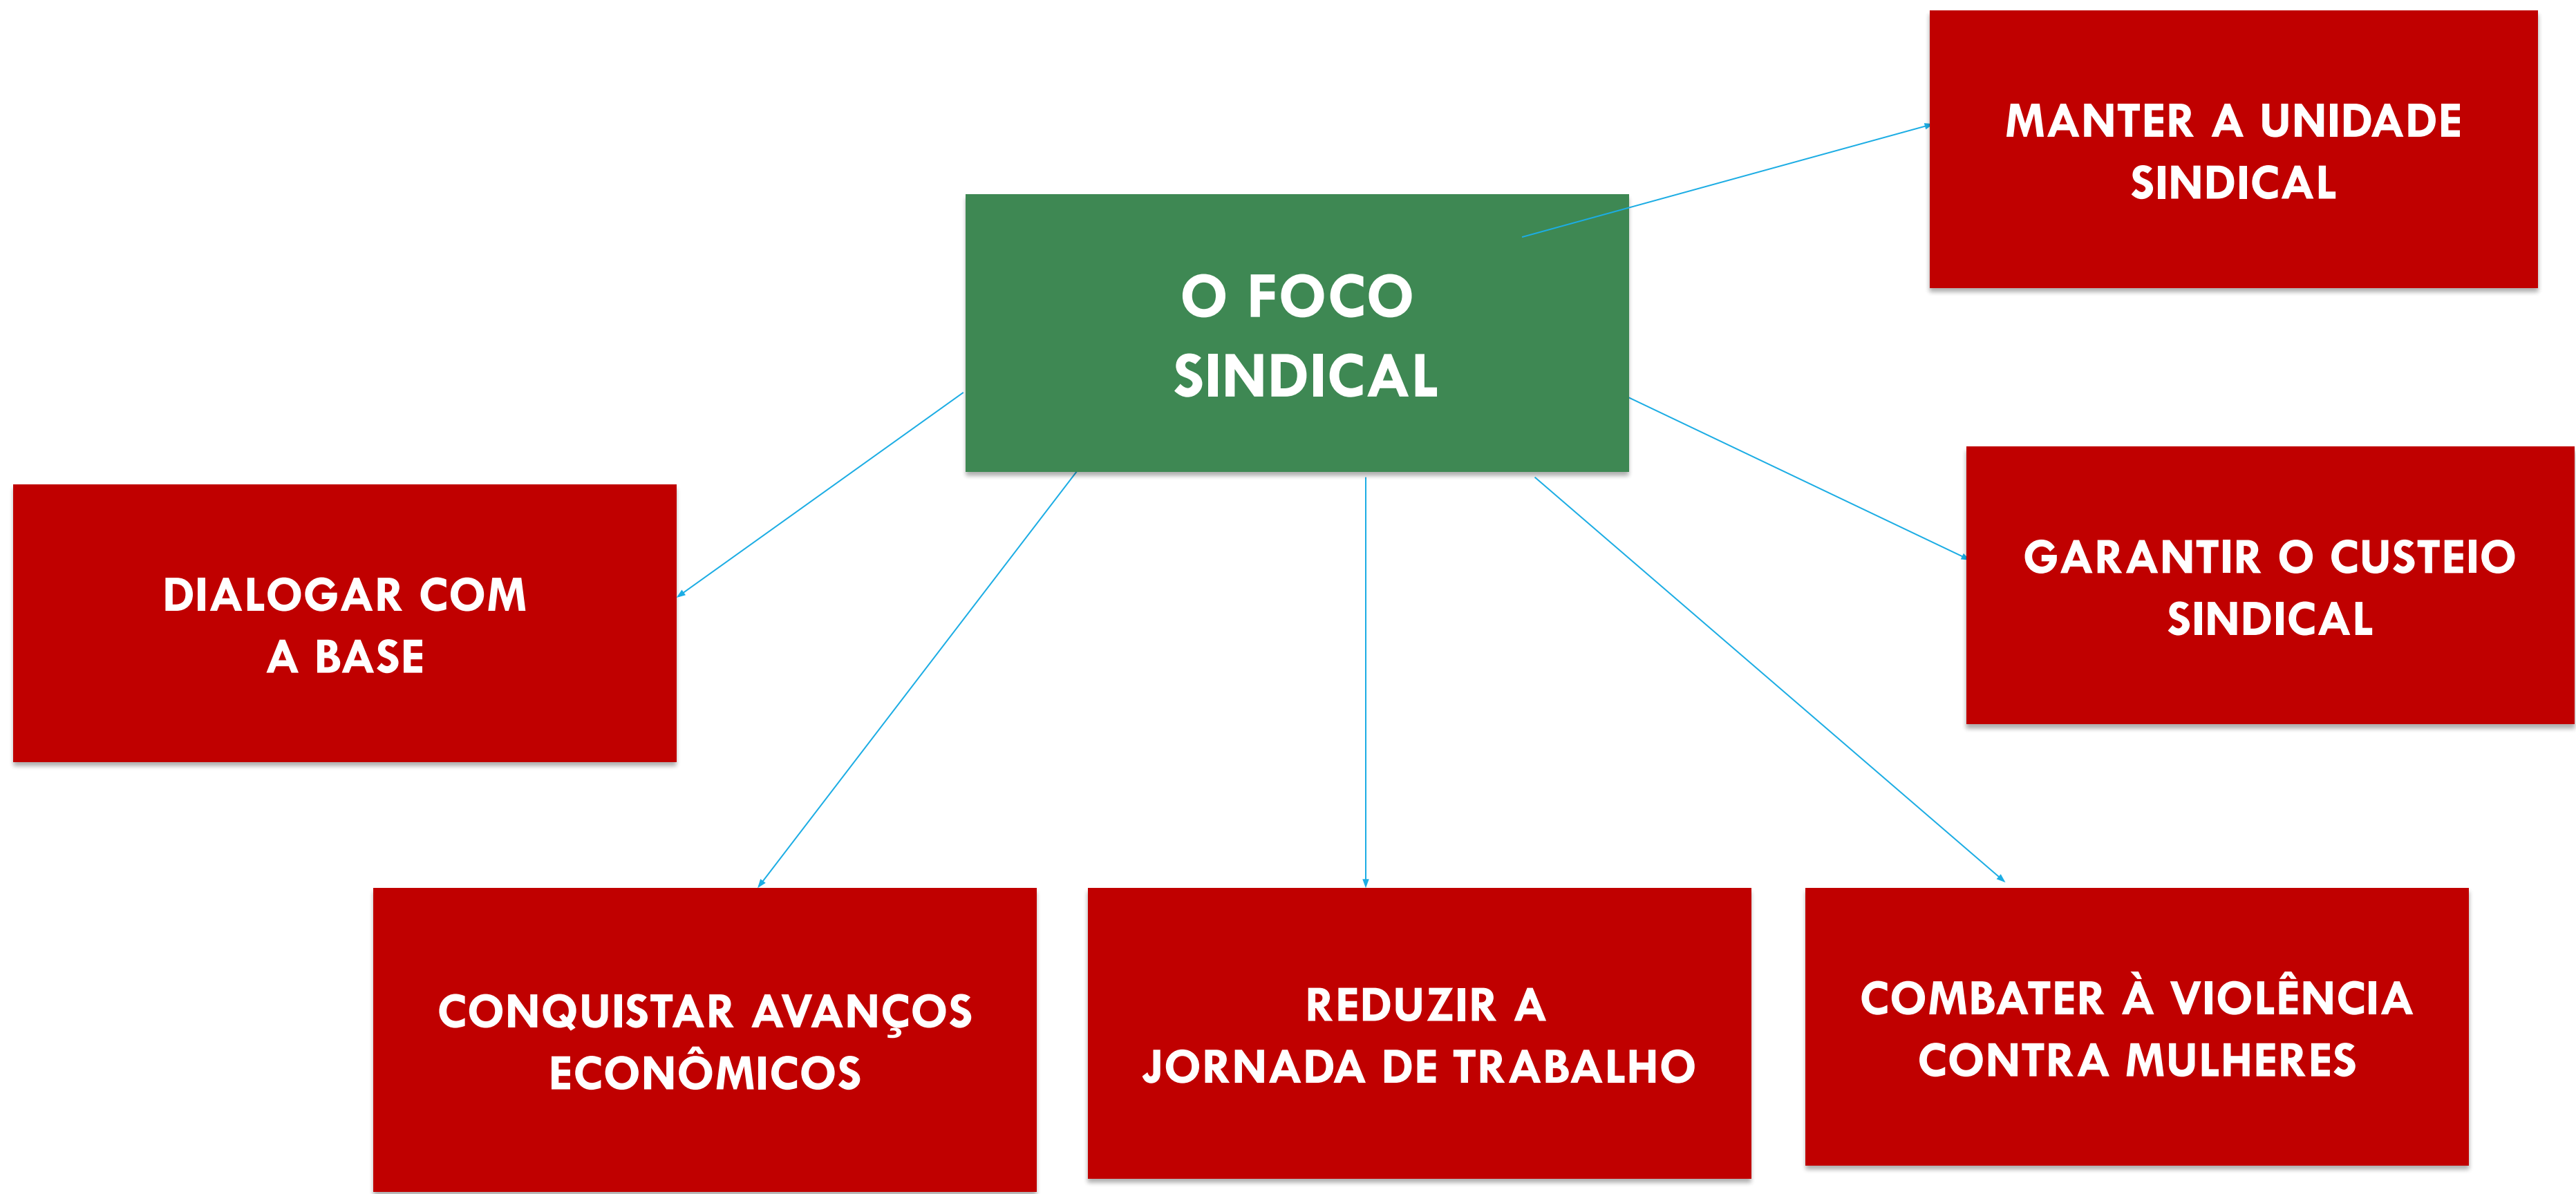 MANTER A UNIDADE
SINDICAL
O FOCO
SINDICAL
GARANTIR O CUSTEIO
SINDICAL
DIALOGAR COM
A BASE
CONQUISTAR AVANÇOS
ECONÔMICOS
REDUZIR A
JORNADA DE TRABALHO
COMBATER À VIOLÊNCIA
CONTRA MULHERES